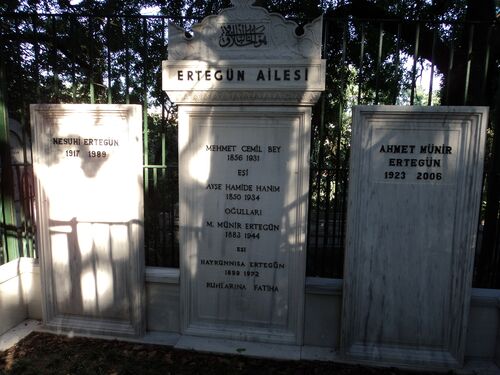 ERTEGÜN AİLESİ
NESUHİ ERTEGÜN
1917 1989
MEHMET CEMİL BEY
1856 1931
EŞİ
AYŞE HAMİDE HANIM
1850 1934
OĞULLARI
M. MÜNİR ERTEGÜN
1883 1944
EŞİ
HAYRÜNNİSA ERTEGÜN
1899 1972
RUHLARINA FATİHA
AHMET MÜNİR
ERTEGÜN
1923 2006